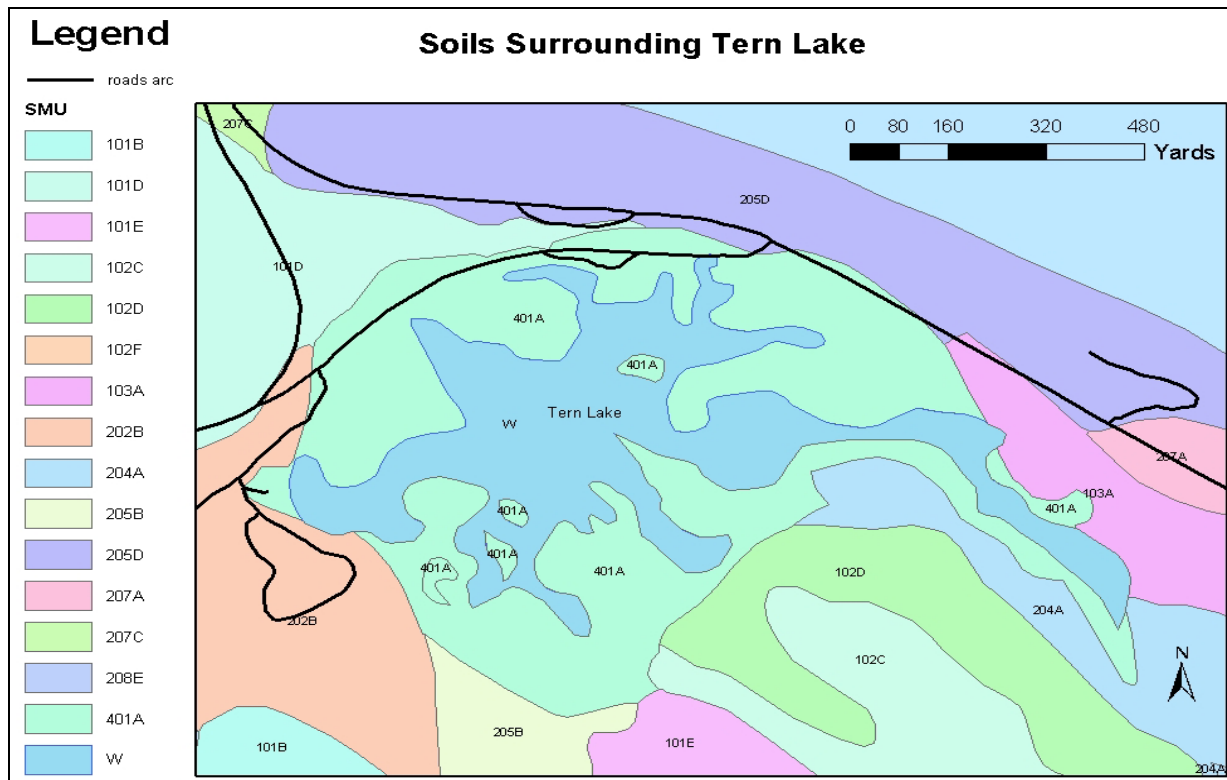 Legend
Soils Surrounding Tern Lake
roads arc
SMU
101B
101D
101E
102C
102D
102F
103A
202B
204A
205B
205D
207A
207C
208E
401A
W
207C
0 80 160 320 480
Yards
205D
101D
401A
401A
Tern Lake
W
207A
103A
401A
401A
401A
401A
401A
102D
204A
202B
102C
N
205B
101E
101B
204A